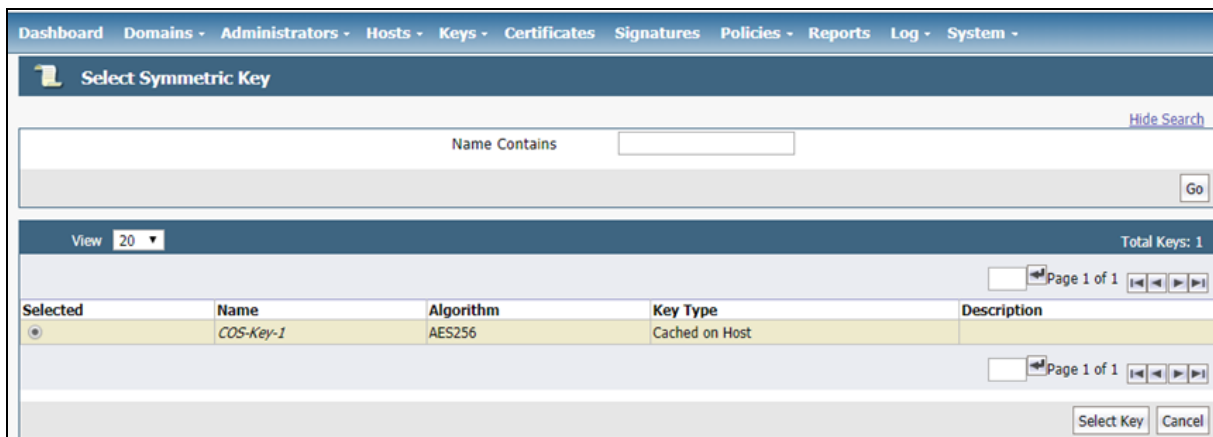 Dashboard Domains - Administrators - Hosts - Keys - Certificates Signatures Policies - Reports Log - System -
Select Symmetric Key
Hide Search
Name Contains
Go
View 20 Total Keys: 1
Page 1 of 1
Selected Name Algorithm Key Type Description
COS-Key-1 AES256 Cached on Host
Page 1 of 1
Select Key Cancel